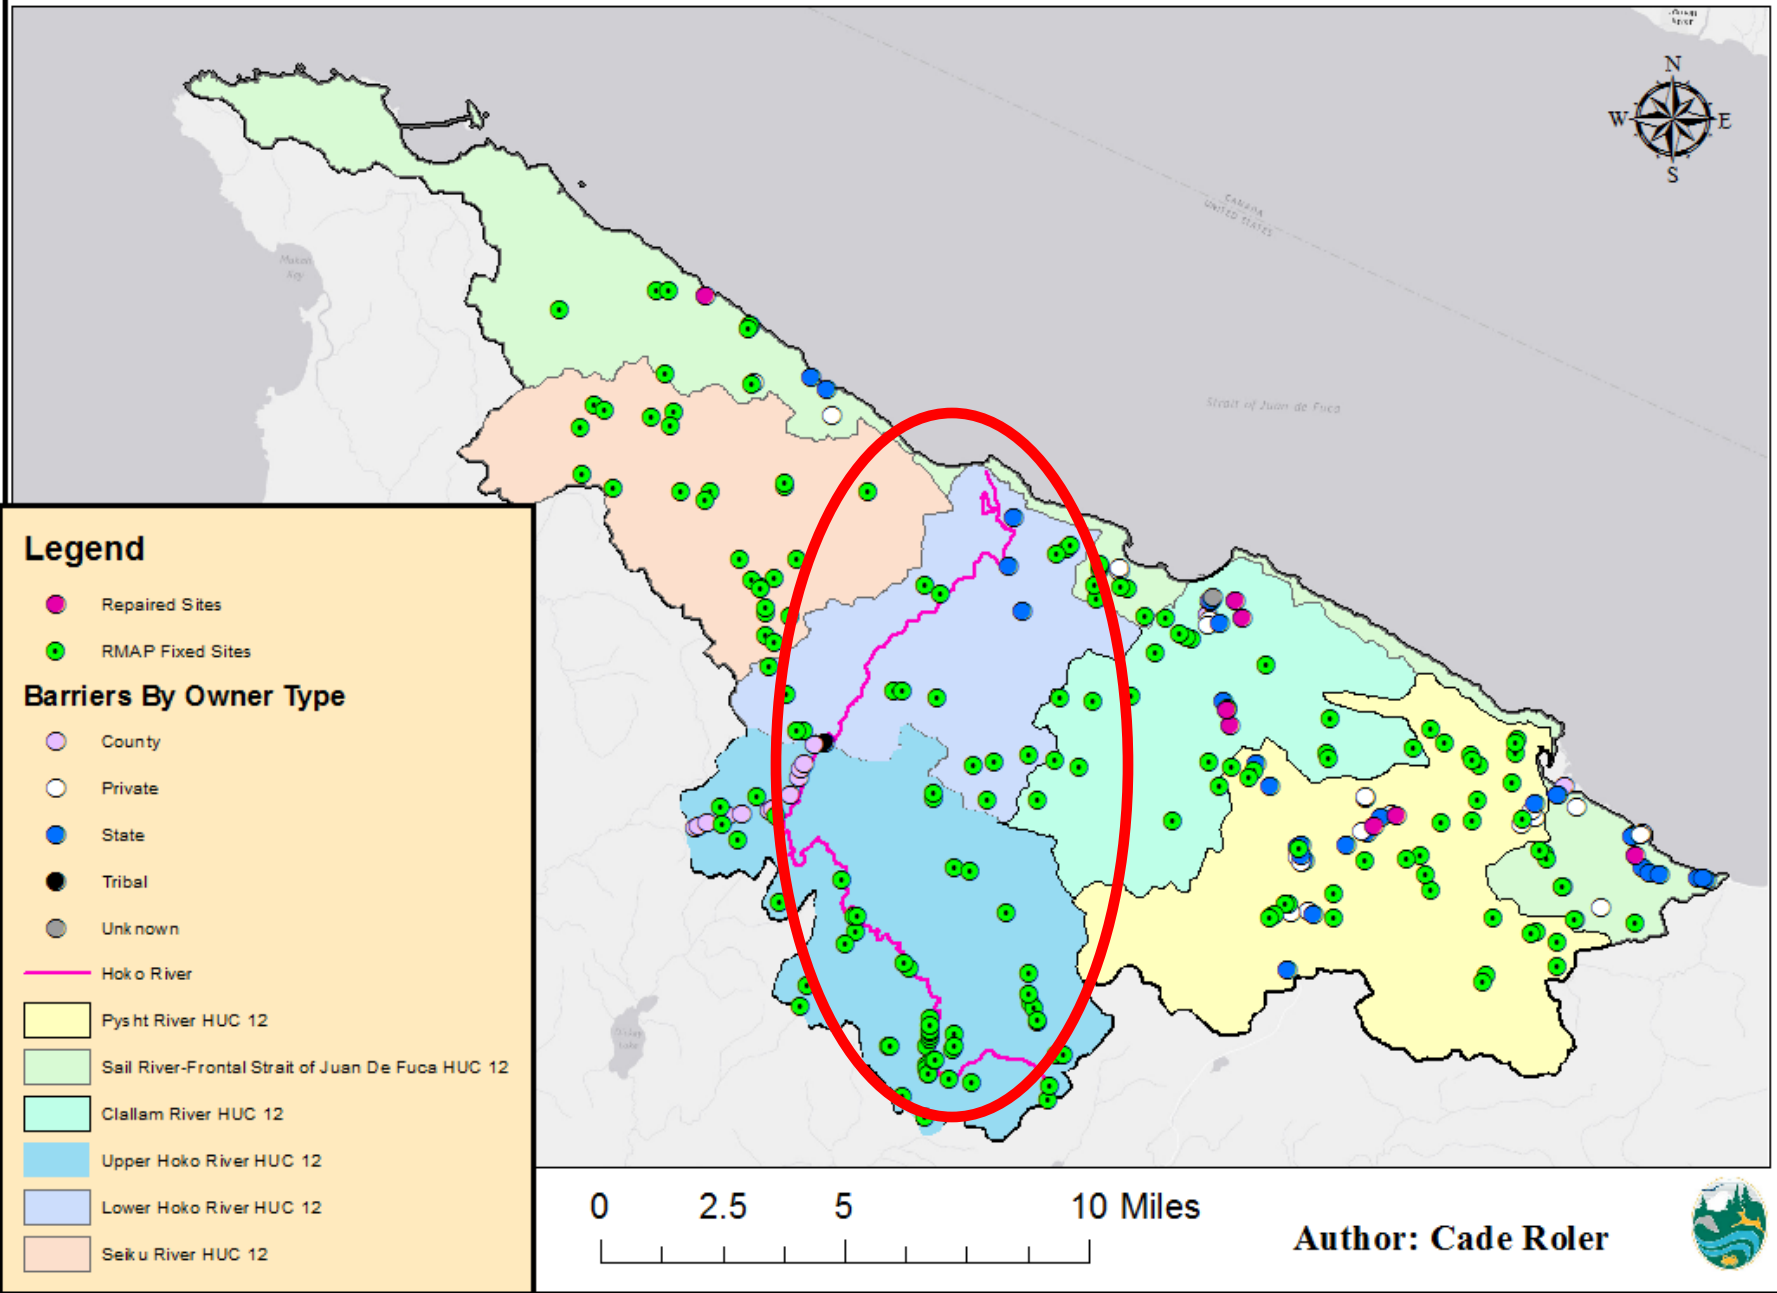 N
W E
S
CANADA
UNITED STATES
Strait of Juan de Fuca
Legend
Repaired Sites
RMAP Fixed Sites
Barriers By Owner Type
County
Private
State
Tribal
Unknown
Hoko River
Pysht River HUC 12
Sail River-Frontal Strait of Juan De Fuca HUC 12
Clallam River HUC 12
Upper Hoko River HUC 12
Lower Hoko River HUC 12
Seiku River HUC 12
0 2.5 5 10 Miles
Author: Cade Roler